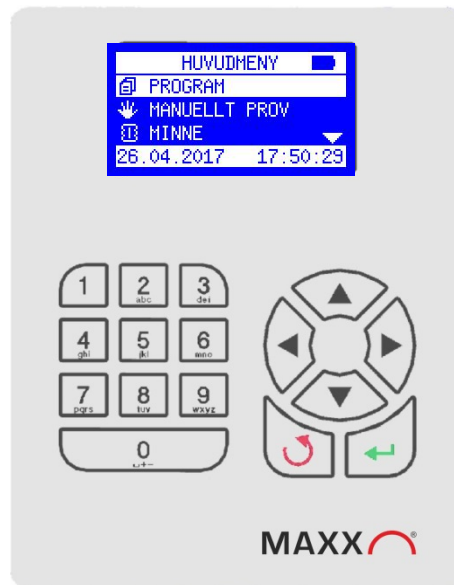 HUVUDMENY
PROGRAM
MANUELLT PROV
MINNE
26.04.2017 17:50:29
1 2 abc 3 def
4 ghi 5 jkl 6 mno
7 pqrs 8 tuv 9 wxyz
0
MAXX®